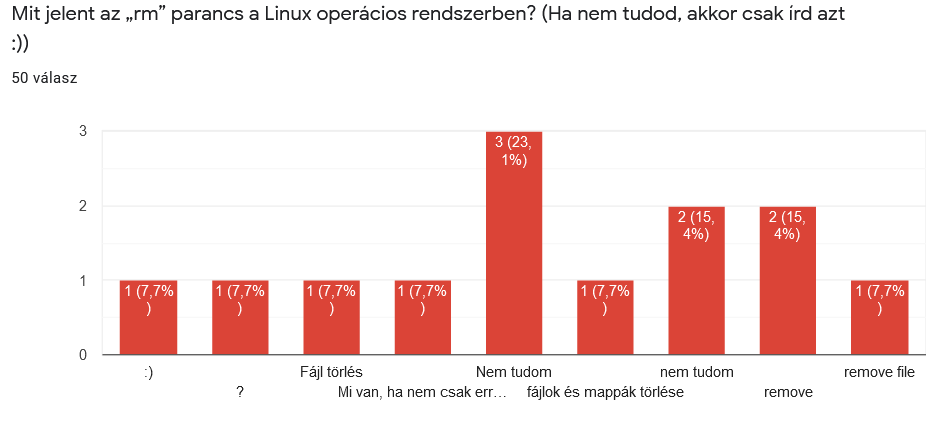 Mit jelent az „rm” parancs a Linux operációs rendszerben? (Ha nem tudod, akkor csak írd azt
:))
50 válasz
3
2
1
0
1 (7,7%
)
1 (7,7%
)
1 (7,7%
)
1 (7,7%
)
3 (23,
1%)
1 (7,7%
)
2 (15,
4%)
2 (15,
4%)
1 (7,7%
)
:)
?
Fájl törlés
Mi van, ha nem csak err…
Nem tudom
fájlok és mappák törlése
nem tudom
remove
remove file